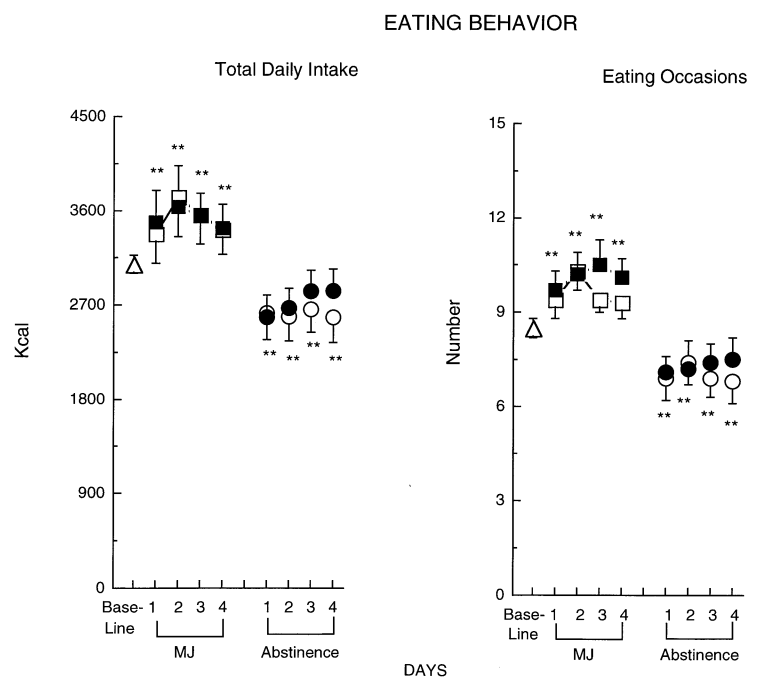 EATING BEHAVIOR
Total Daily Intake
Eating Occasions
4500
3600
2700
1800
900
0
Kcal
** ** ** **
** ** ** **
Base-Line 1 2 3 4 1 2 3 4
MJ Abstinence
15
12
9
6
3
0
Number
** ** ** **
** ** ** **
Base-Line 1 2 3 4 1 2 3 4
MJ Abstinence
DAYS